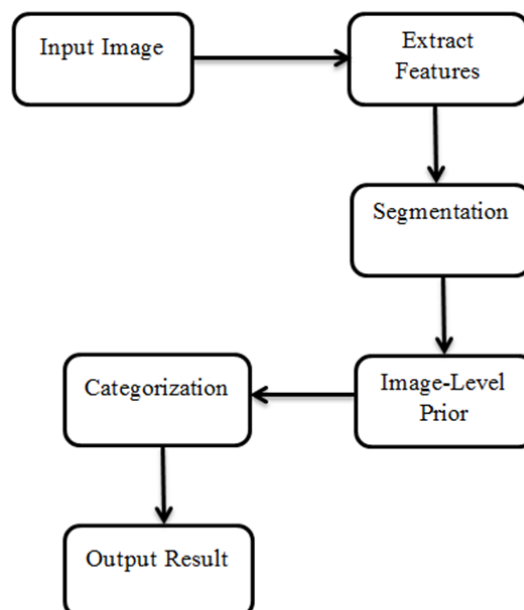 Input Image
Extract
Features
Segmentation
Image-Level
Prior
Categorization
Output Result